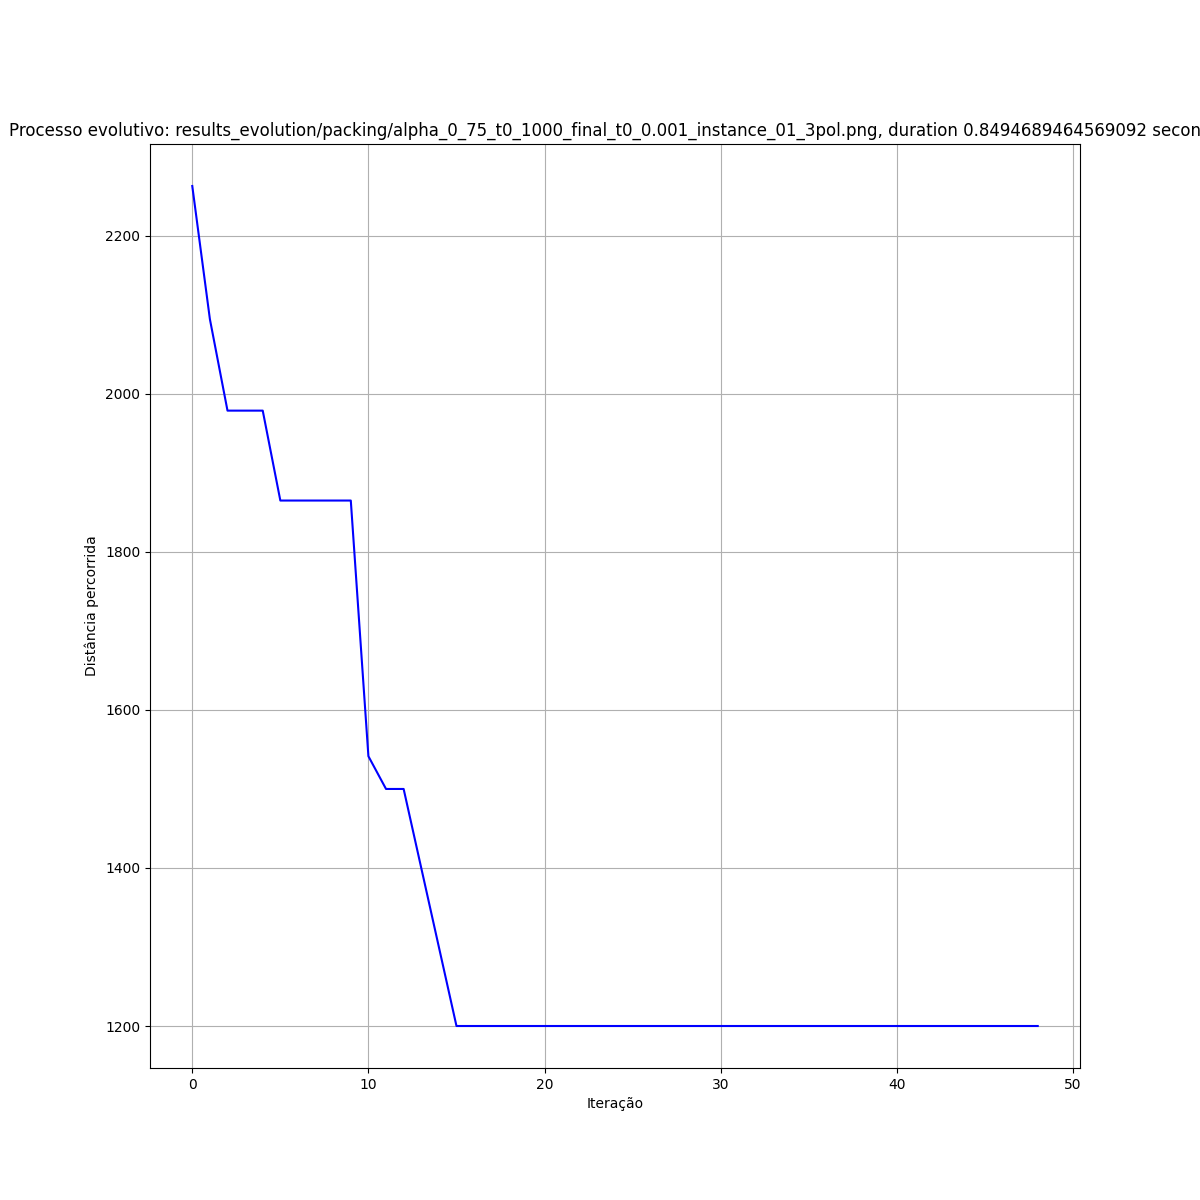 Processo evolutivo: results_evolution/packing/alpha_0_75_t0_1000_final_t0_0.001_instance_01_3pol.png, duration 0.8494689464569092 secon
2200
2000
1800
1600
1400
1200
Distância percorrida
0 10 20 30 40 50
Iteração